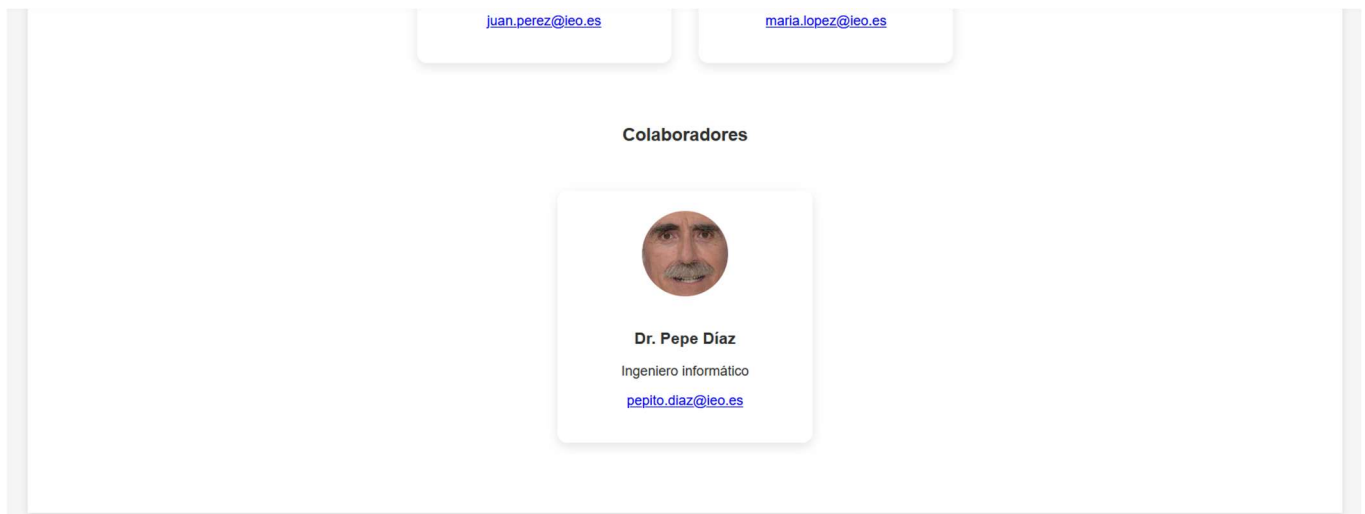 juan.perez@ieo.es
maria.lopez@ieo.es
Colaboradores
Dr. Pepe Díaz
Ingeniero informático
pepito.diaz@ieo.es